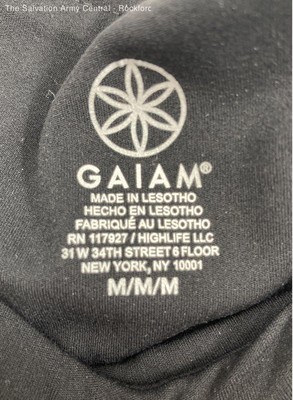 The Salvation Army Central - Rockforc
GAIAM®
MADE IN LESOTHO
HECHO EN LESOTHO
FABRIQUÉ AU LESOTHO
RN 117927 / HIGHLIFE LLC
31 W 34TH STREET 6 FLOOR
NEW YORK, NY 10001
M/M/M